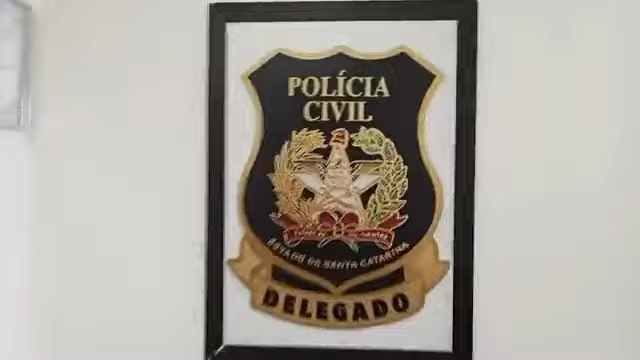 POLÍCIA
CIVIL
ESTADO DE SANTA CATARINA
DELEGADO